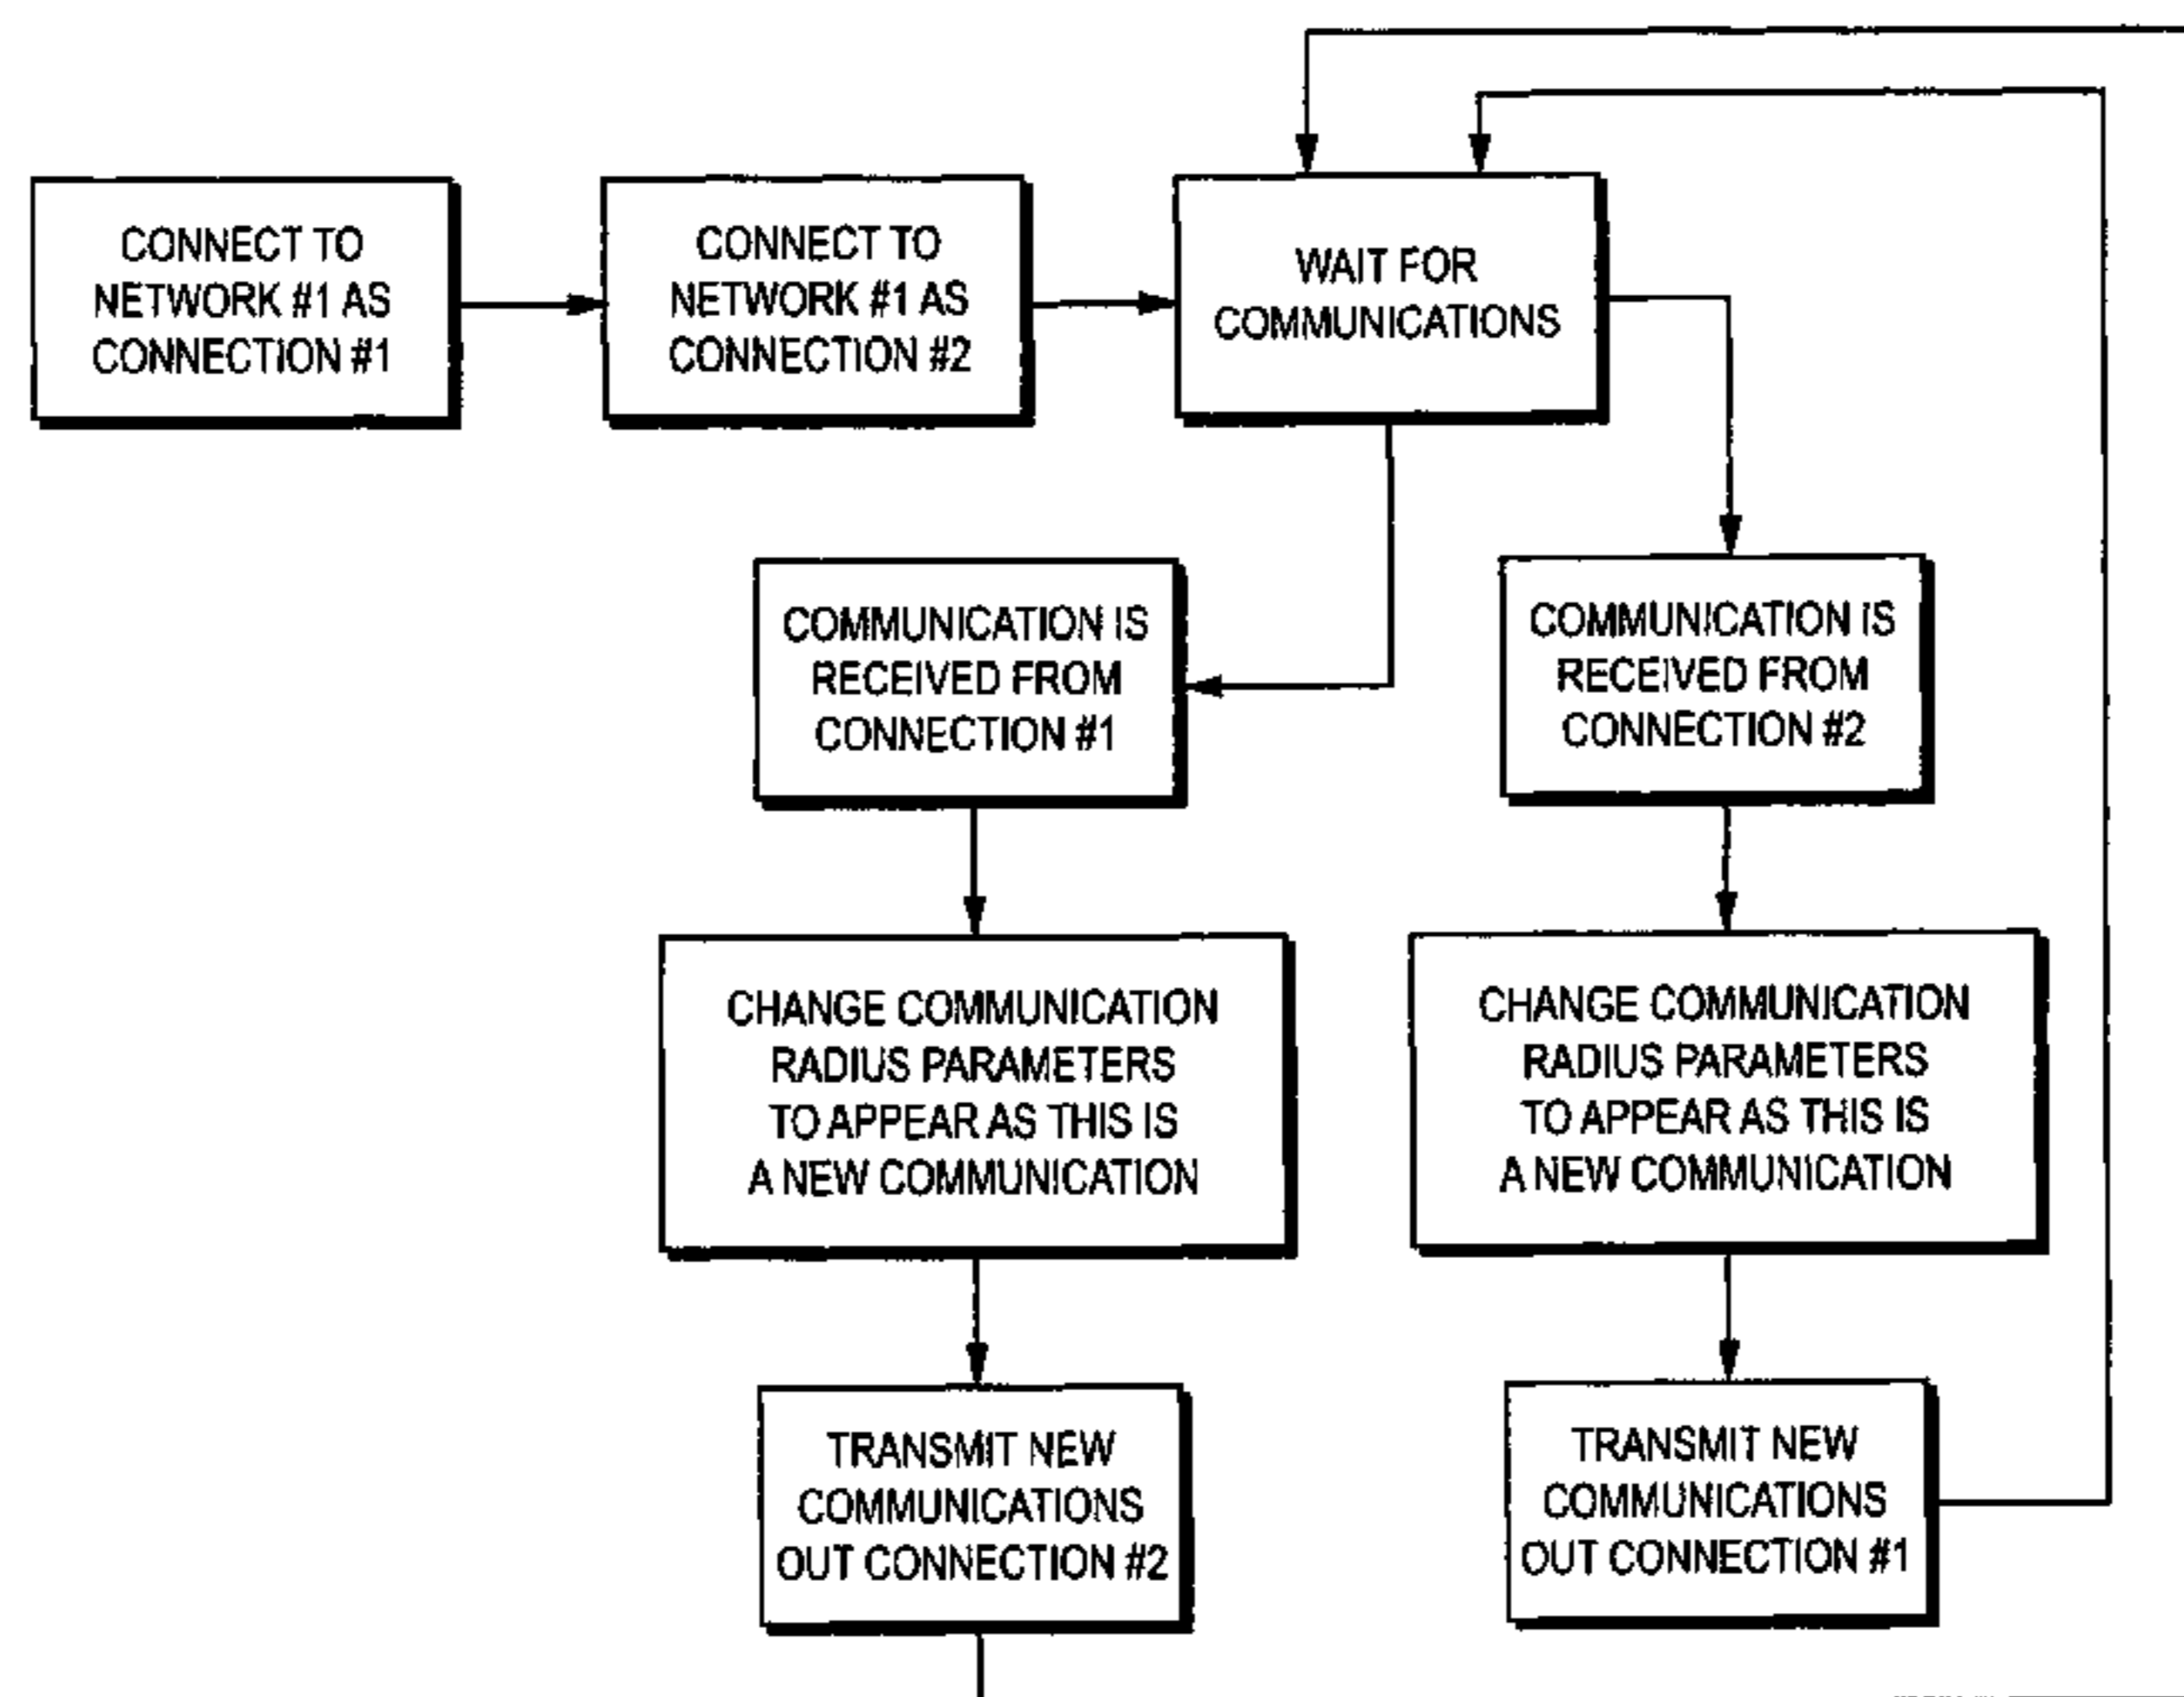 CONNECT TO
NETWORK #1 AS
CONNECTION #1
CONNECT TO
NETWORK #1 AS
CONNECTION #2
WAIT FOR
COMMUNICATIONS
COMMUNICATION IS
RECEIVED FROM
CONNECTION #1
COMMUNICATION IS
RECEIVED FROM
CONNECTION #2
CHANGE COMMUNICATION
RADIUS PARAMETERS
TO APPEAR AS THIS IS
A NEW COMMUNICATION
CHANGE COMMUNICATION
RADIUS PARAMETERS
TO APPEAR AS THIS IS
A NEW COMMUNICATION
TRANSMIT NEW
COMMUNICATIONS
OUT CONNECTION #2
TRANSMIT NEW
COMMUNICATIONS
OUT CONNECTION #1